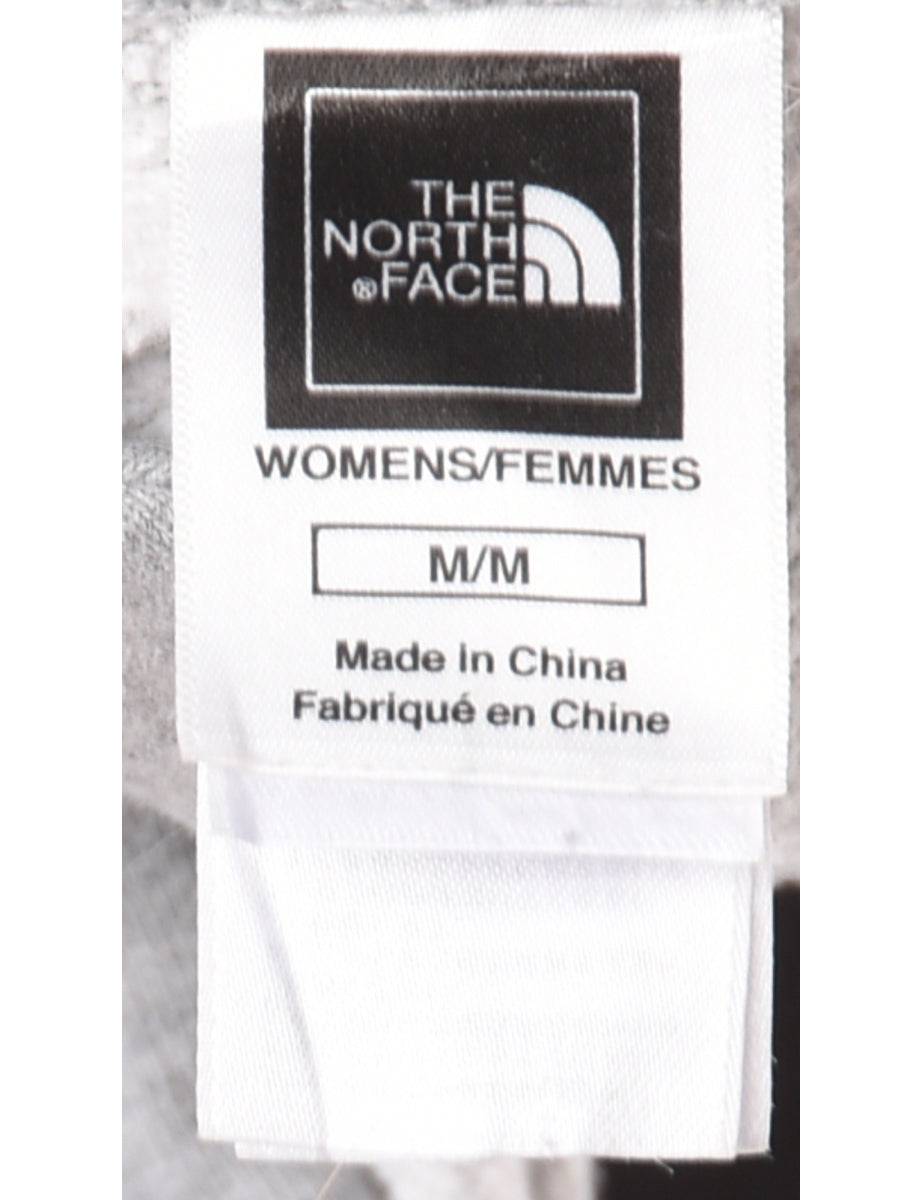 THE
NORTH
®FACE
WOMENS/FEMMES
M/M
Made in China
Fabriqué en Chine